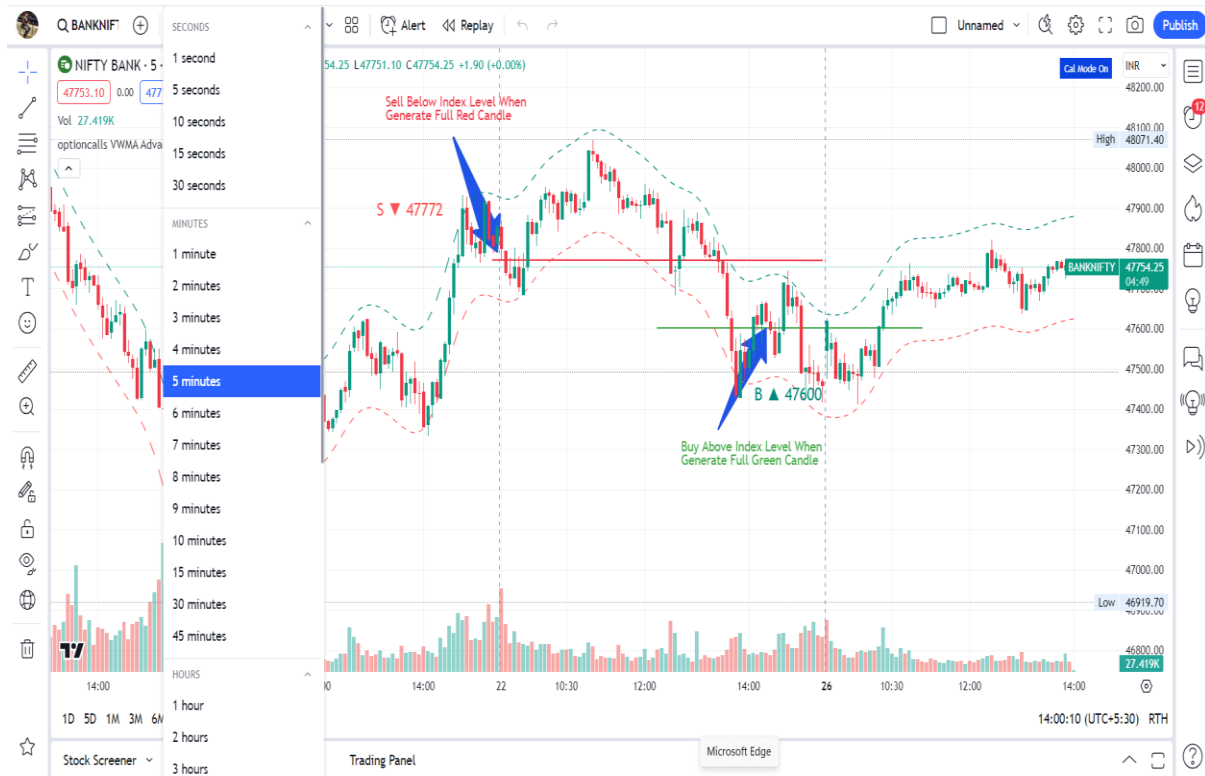 BANKNIF
Alert
Replay
Unnamed
Publish
SECONDS
1 second
5 seconds
10 seconds
15 seconds
30 seconds
MINUTES
1 minute
2 minutes
3 minutes
4 minutes
5 minutes
6 minutes
7 minutes
8 minutes
9 minutes
10 minutes
15 minutes
30 minutes
45 minutes
HOURS
1 hour
2 hours
3 hours
NIFTY BANK · 5 ·
54.25 L47751.10 C47754.25 +1.90 (+0.00%)
47753.10 0.00 477
Vol 27.419K
optioncalls VWMA Adva
Cal Mode On
INR
12
Sell Below Index Level When
Generate Full Red Candle
S ▼ 47772
B ▲ 47600
Buy Above Index Level When
Generate Full Green Candle
48200.00
48100.00
High 48071.40
48000.00
47900.00
47800.00
BANKNIFTY 47754.25
04:49
47700.00
47600.00
47500.00
47400.00
47300.00
47200.00
47100.00
47000.00
Low 46919.70
46900.00
46800.00
27.419K
14:00 00 14:00 22 10:30 12:00 14:00 26 10:30 12:00 14:00
1D 5D 1M 3M 6M
14:00:10 (UTC+5:30) RTH
Stock Screener
Trading Panel
Microsoft Edge